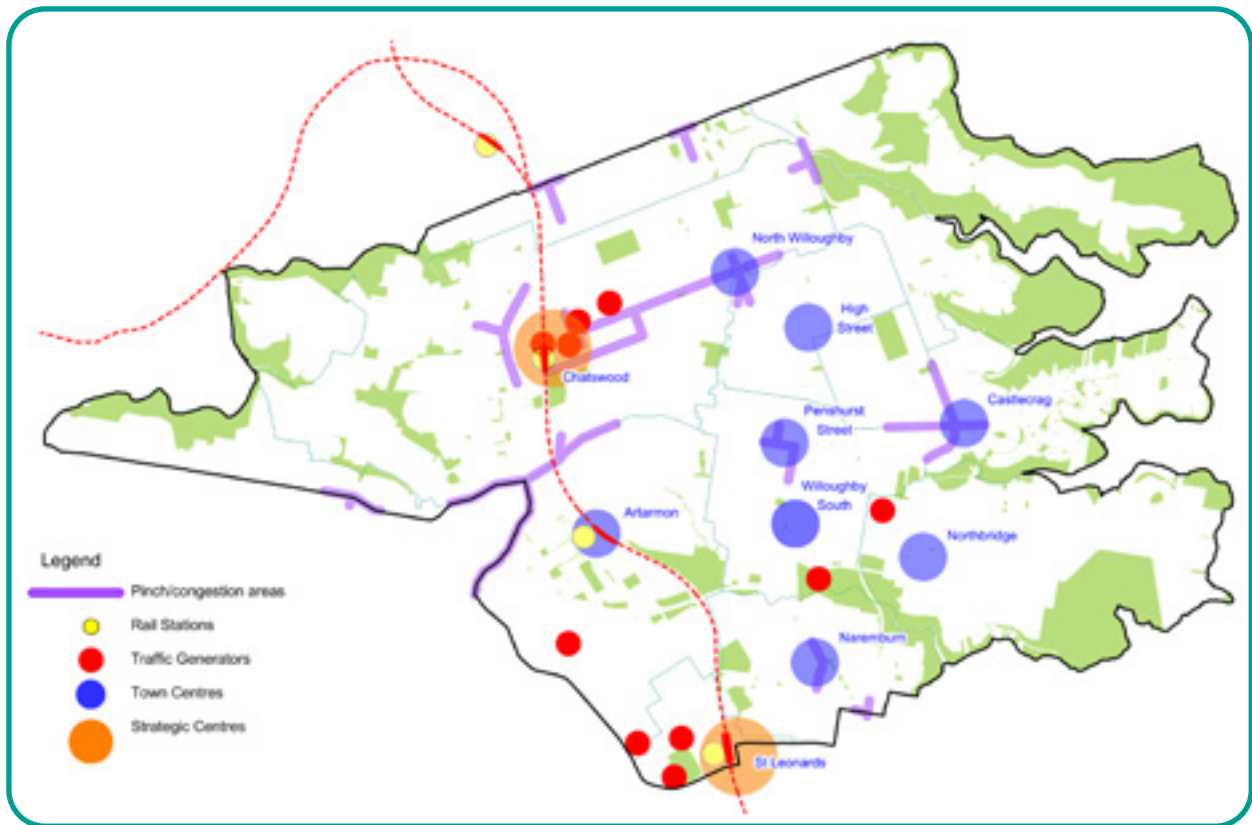 North Willoughby
High
Street
Chatswood
Castlecrag
Penshurst
Street
Willoughby
South
Artarmon
Northbridge
Naremburn
St Leonards
Legend
Pinch/congestion areas
Rail Stations
Traffic Generators
Town Centres
Strategic Centres